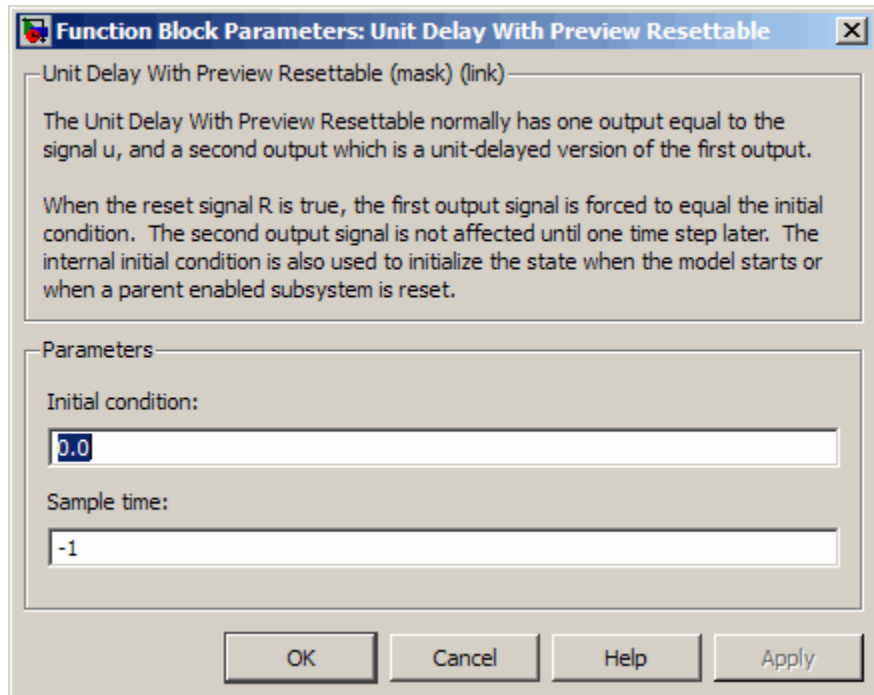 Function Block Parameters: Unit Delay With Preview Resettable
Unit Delay With Preview Resettable (mask) (link)
The Unit Delay With Preview Resettable normally has one output equal to the
signal u, and a second output which is a unit-delayed version of the first output.
When the reset signal R is true, the first output signal is forced to equal the initial
condition.  The second output signal is not affected until one time step later.  The
internal initial condition is also used to initialize the state when the model starts or
when a parent enabled subsystem is reset.
Parameters
Initial condition:
0.0
Sample time:
-1
OK Cancel Help Apply